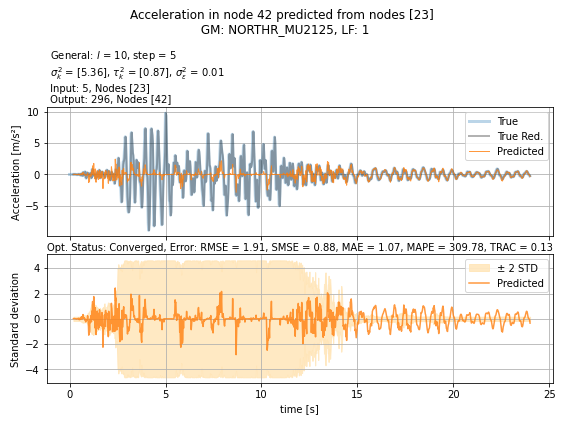 Acceleration in node 42 predicted from nodes [23]
GM: NORTHR_MU2125, LF: 1
General: l = 10, step = 5
σ²ₖ = [5.36], τ²ₖ = [0.87], σ²ε = 0.01
Input: 5, Nodes [23]
Output: 296, Nodes [42]
10
5
0
−5
Acceleration [m/s²]
True
True Red.
Predicted
Opt. Status: Converged, Error: RMSE = 1.91, SMSE = 0.88, MAE = 1.07, MAPE = 309.78, TRAC = 0.13
4
2
0
−2
−4
Standard deviation
± 2 STD
Predicted
0 5 10 15 20 25
time [s]